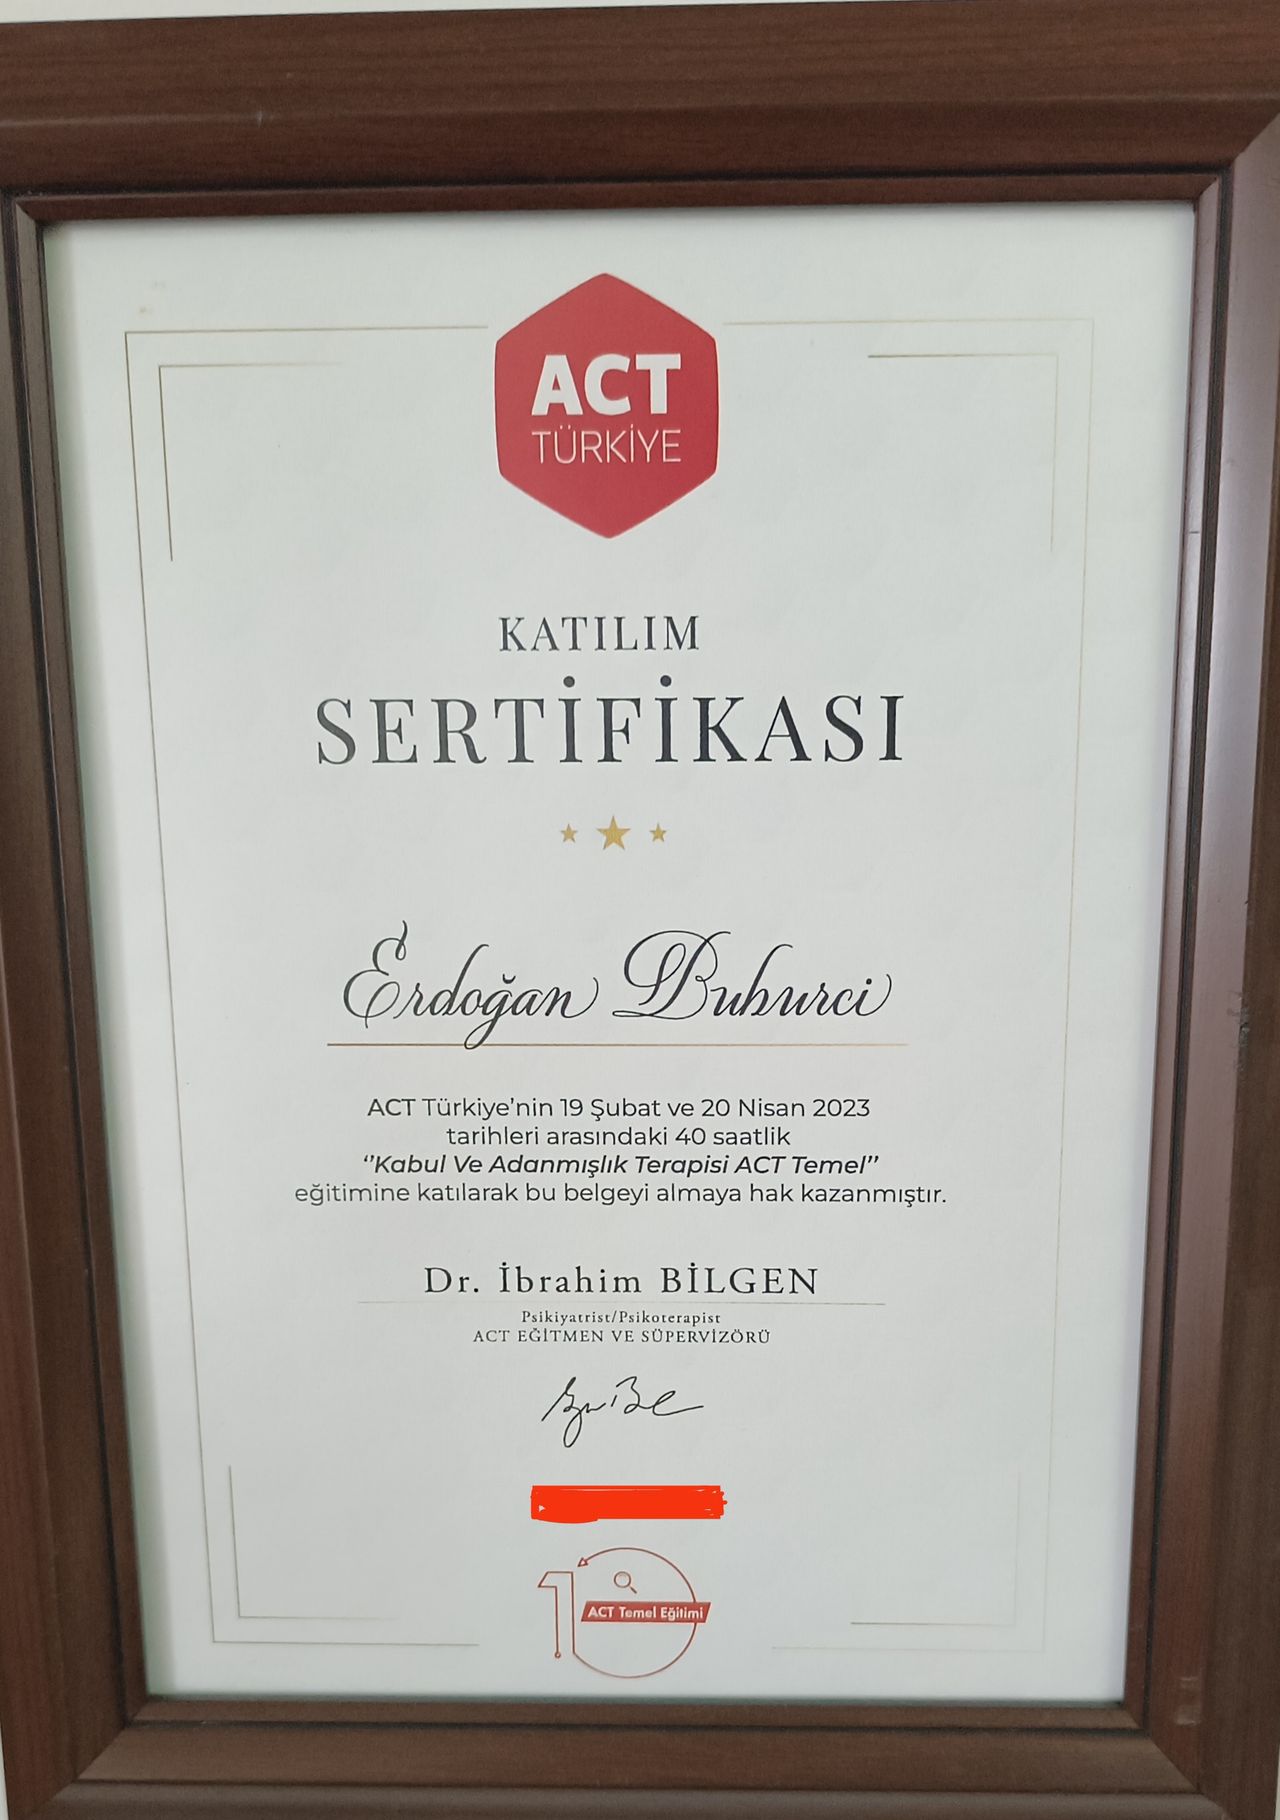 ACT
TÜRKİYE
KATILIM
SERTİFİKASI
Erdoğan Buhurci
ACT Türkiye'nin 19 Şubat ve 20 Nisan 2023
tarihleri arasındaki 40 saatlik
‘’Kabul Ve Adanmışlık Terapisi ACT Temel’’
eğitimine katılarak bu belgeyi almaya hak kazanmıştır.
Dr. İbrahim BİLGEN
Psikiyatrist/Psikoterapist
ACT EĞİTMEN VE SÜPERVİZÖRÜ
10
ACT Temel Eğitimi